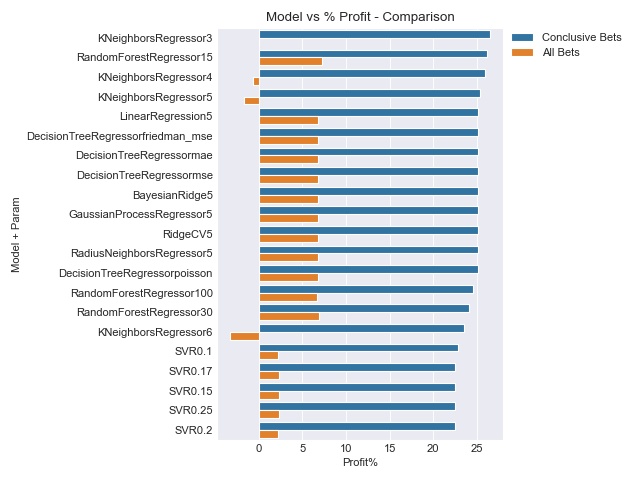 Model vs % Profit - Comparison
Conclusive Bets
All Bets
Model + Param
KNeighborsRegressor3
RandomForestRegressor15
KNeighborsRegressor4
KNeighborsRegressor5
LinearRegression5
DecisionTreeRegressorfriedman_mse
DecisionTreeRegressormae
DecisionTreeRegressormse
BayesianRidge5
GaussianProcessRegressor5
RidgeCV5
RadiusNeighborsRegressor5
DecisionTreeRegressorpoisson
RandomForestRegressor100
RandomForestRegressor30
KNeighborsRegressor6
SVR0.1
SVR0.17
SVR0.15
SVR0.25
SVR0.2
0 5 10 15 20 25
Profit%